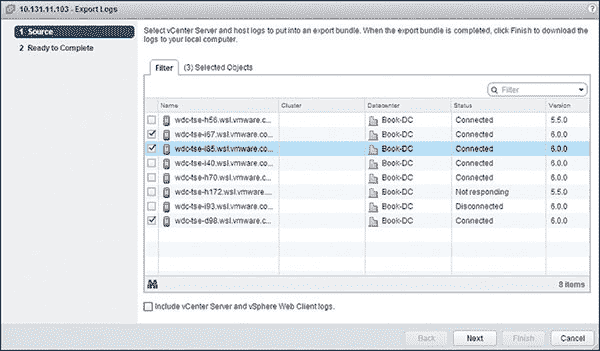 10.131.11.103 - Export Logs
1 Source
2 Ready to Complete
Select vCenter Server and host logs to put into an export bundle. When the export bundle is completed, click Finish to download the
logs to your local computer.
Filter (3) Selected Objects
Filter
Name Cluster Datacenter Status Version
wdc-tse-h56.wsl.vmware.c... Book-DC Connected 5.5.0
wdc-tse-i67.wsl.vmware.co... Book-DC Connected 6.0.0
wdc-tse-i85.wsl.vmware.co... Book-DC Connected 6.0.0
wdc-tse-i40.wsl.vmware.co... Book-DC Connected 6.0.0
wdc-tse-h70.wsl.vmware.c... Book-DC Connected 6.0.0
wdc-tse-h172.wsl.vmware.... Book-DC Not responding 5.5.0
wdc-tse-i93.wsl.vmware.co... Book-DC Disconnected 6.0.0
wdc-tse-d98.wsl.vmware.c... Book-DC Connected 6.0.0
8 items
Include vCenter Server and vSphere Web Client logs.
Back Next Finish Cancel